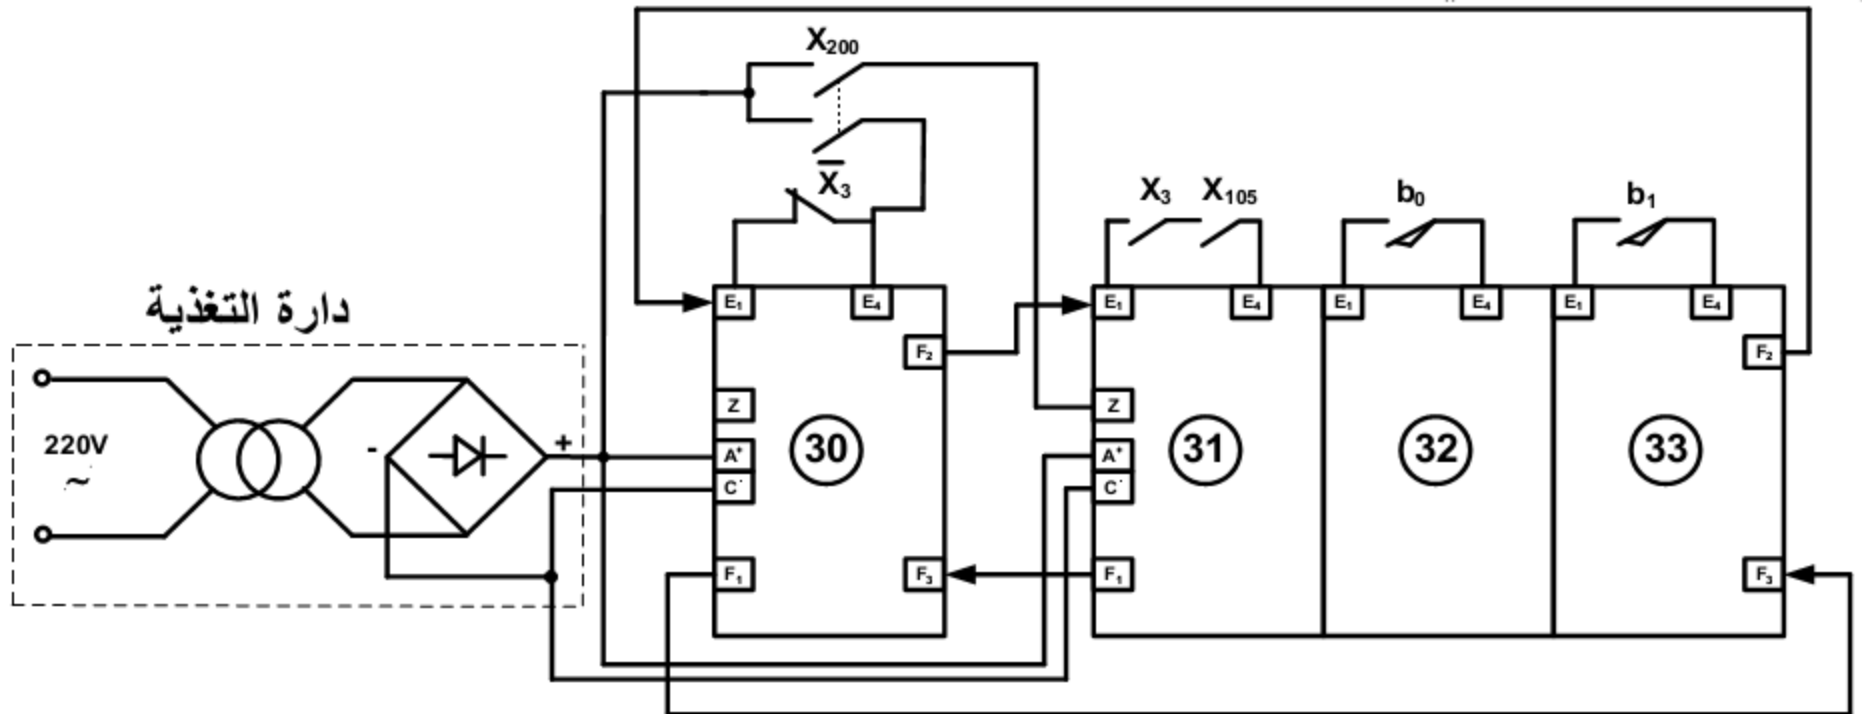 X200
X̅3
X3 X105 b0 b1
E1 E4 E1 E4 E1 E4 E1 E4
دارة التغذية
F2 F2
220V
~
- +
Z Z
A+ A+
30 31 32 33
C- C-
F1 F3 F1 F3